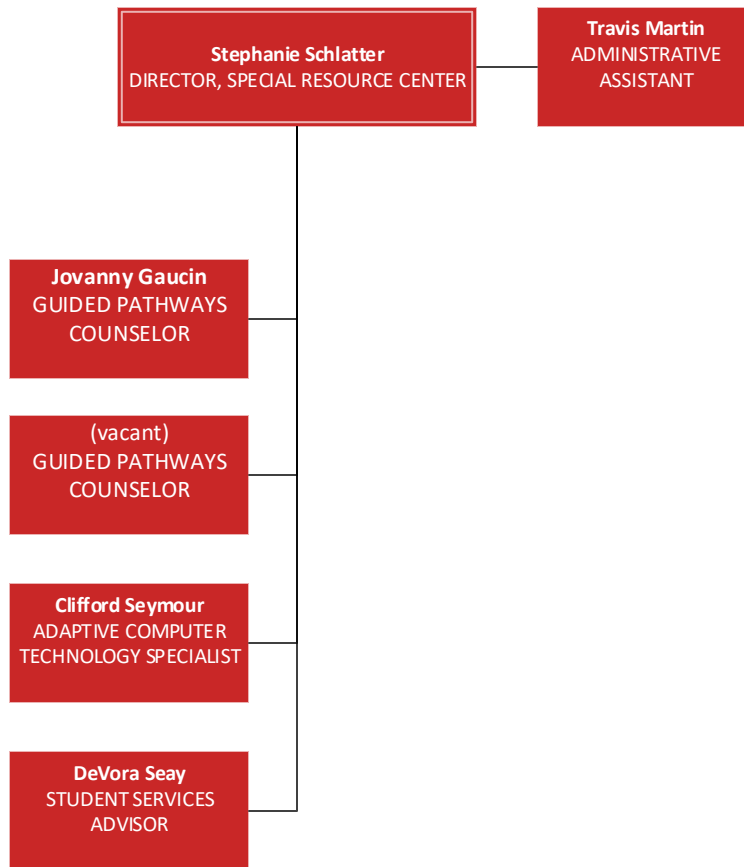 Stephanie Schlatter
DIRECTOR, SPECIAL RESOURCE CENTER
Travis Martin
ADMINISTRATIVE
ASSISTANT
Jovanny Gaucin
GUIDED PATHWAYS
COUNSELOR
(vacant)
GUIDED PATHWAYS
COUNSELOR
Clifford Seymour
ADAPTIVE COMPUTER
TECHNOLOGY SPECIALIST
DeVora Seay
STUDENT SERVICES
ADVISOR